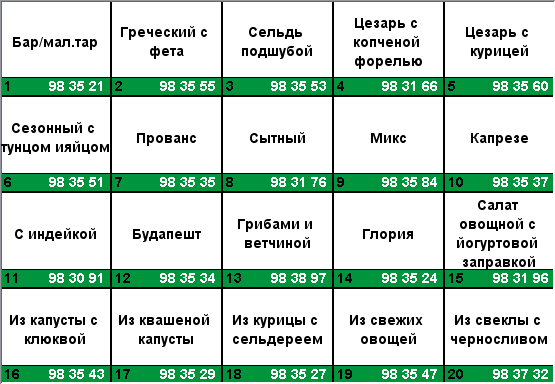 Бар/мал.тар
1 98 35 21
Греческий с
фета
2 98 35 55
Сельдь
подшубой
3 98 35 53
Цезарь с
копченой
форелью
4 98 31 66
Цезарь с
курицей
5 98 35 60
Сезонный с
тунцом ияйцом
6 98 35 51
Прованс
7 98 35 35
Сытный
8 98 31 76
Микс
9 98 35 84
Капрезе
10 98 35 37
С индейкой
11 98 30 91
Будапешт
12 98 35 34
Грибами и
ветчиной
13 98 38 97
Глория
14 98 35 24
Салат
овощной с
йогуртовой
заправкой
15 98 31 96
Из капусты с
клюквой
16 98 35 43
Из квашеной
капусты
17 98 35 29
Из курицы с
сельдереем
18 98 35 27
Из свежих
овощей
19 98 35 47
Из свеклы с
черносливом
20 98 37 32